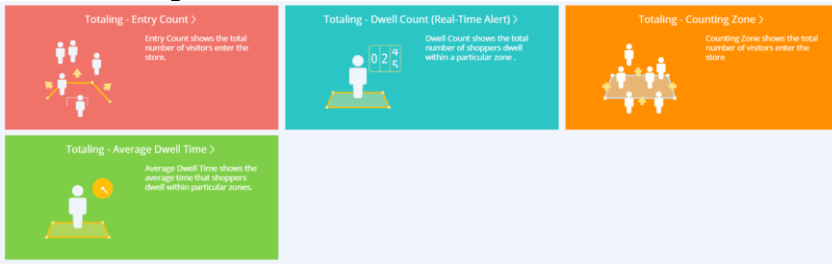 Totaling - Entry Count >
Entry Count shows the total
number of visitors enter the
store.
Totaling - Dwell Count (Real-Time Alert) >
Dwell Count shows the total
number of shoppers dwell
within a particular zone .
0 2 4
5
Totaling - Counting Zone >
Counting Zone shows the total
number of visitors enter the
store
Totaling - Average Dwell Time >
Average Dwell Time shows the
average time that shoppers
dwell within particular zones.